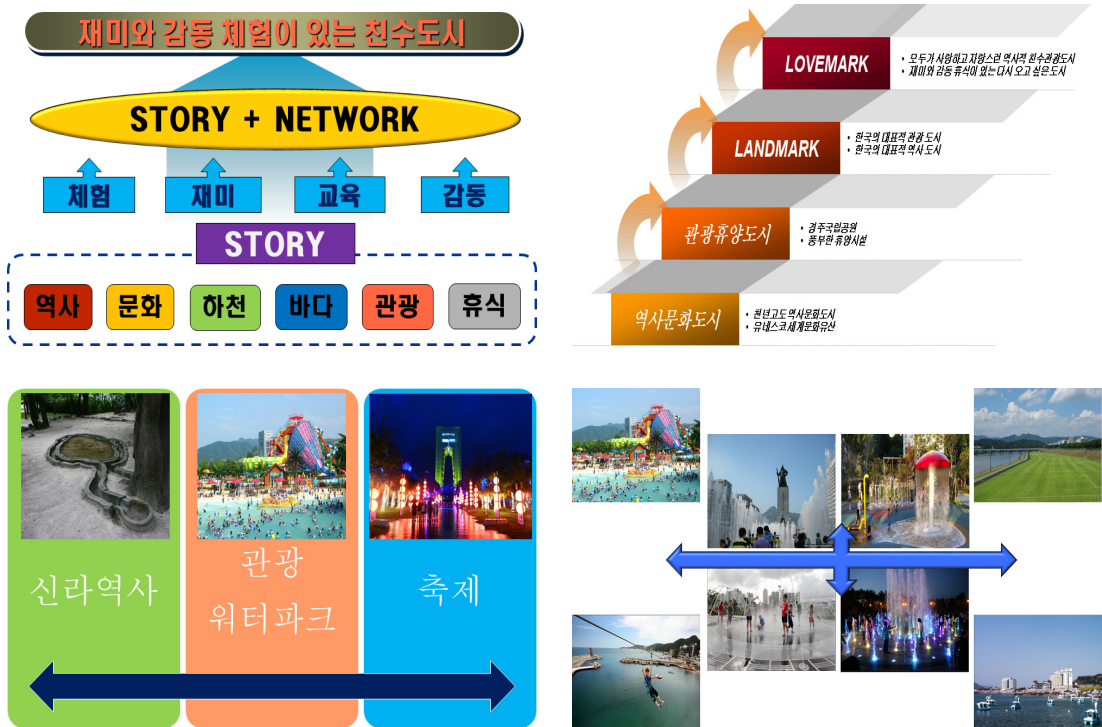 재미와 감동 체험이 있는 친수도시
STORY + NETWORK
체험
재미
교육
감동
STORY
역사
문화
하천
바다
관광
휴식
LOVEMARK
• 모두가 사랑하고 자랑스런 역사적 친수관광도시
• 재미와 감동 휴식이 있는 다시 오고 싶은 도시
LANDMARK
• 한국의 대표적 관광 도시
• 한국의 대표적 역사 도시
관광휴양도시
• 경주국립공원
• 풍부한 휴양시설
역사문화도시
• 천년고도 역사문화도시
• 유네스코 세계문화유산
신라역사
관광
워터파크
축제